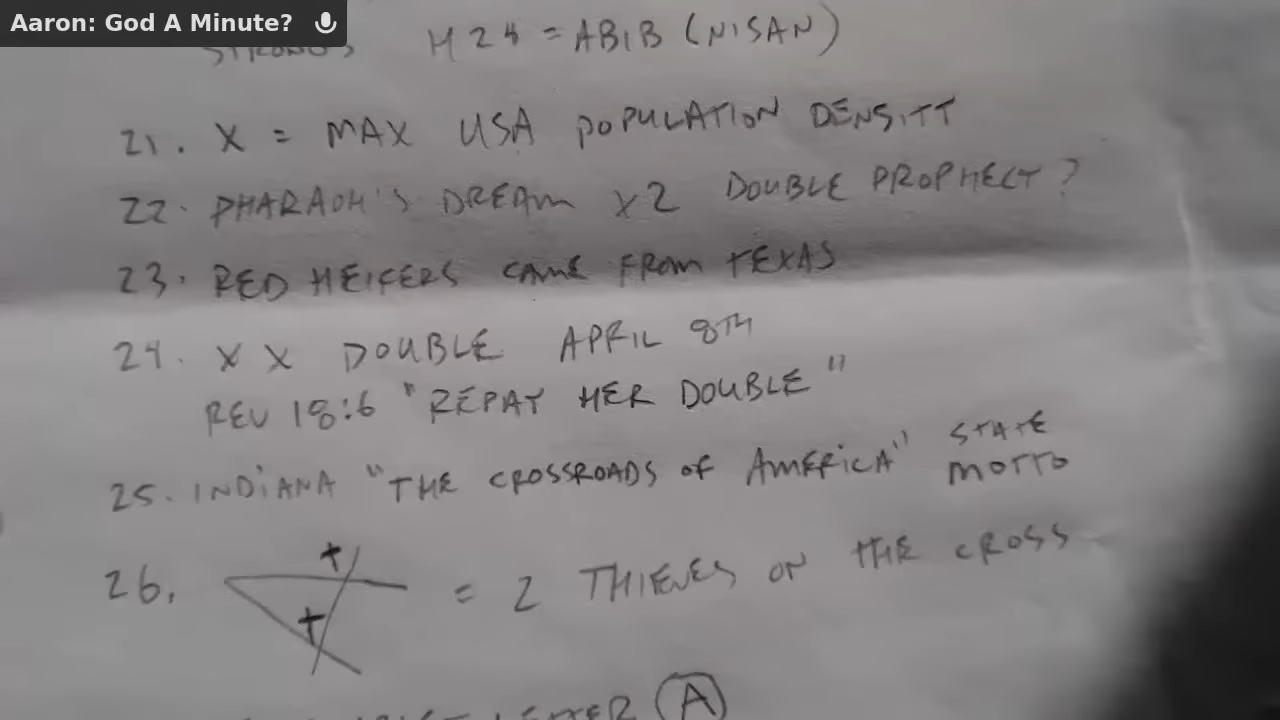 Aaron: God A Minute?
STRONG'S H24 = ABIB (NISAN)
21. X = MAX USA POPULATION DENSITY
22. PHARAOH'S DREAM X2 DOUBLE PROPHECY?
23. RED HEIFERS CAME FROM TEXAS
24. X X DOUBLE APRIL 8TH
REV 18:6 "REPAY HER DOUBLE"
25. INDIANA "THE CROSSROADS OF AMERICA" STATE MOTTO
26. = 2 THIEVES ON THE CROSS
LETTER A